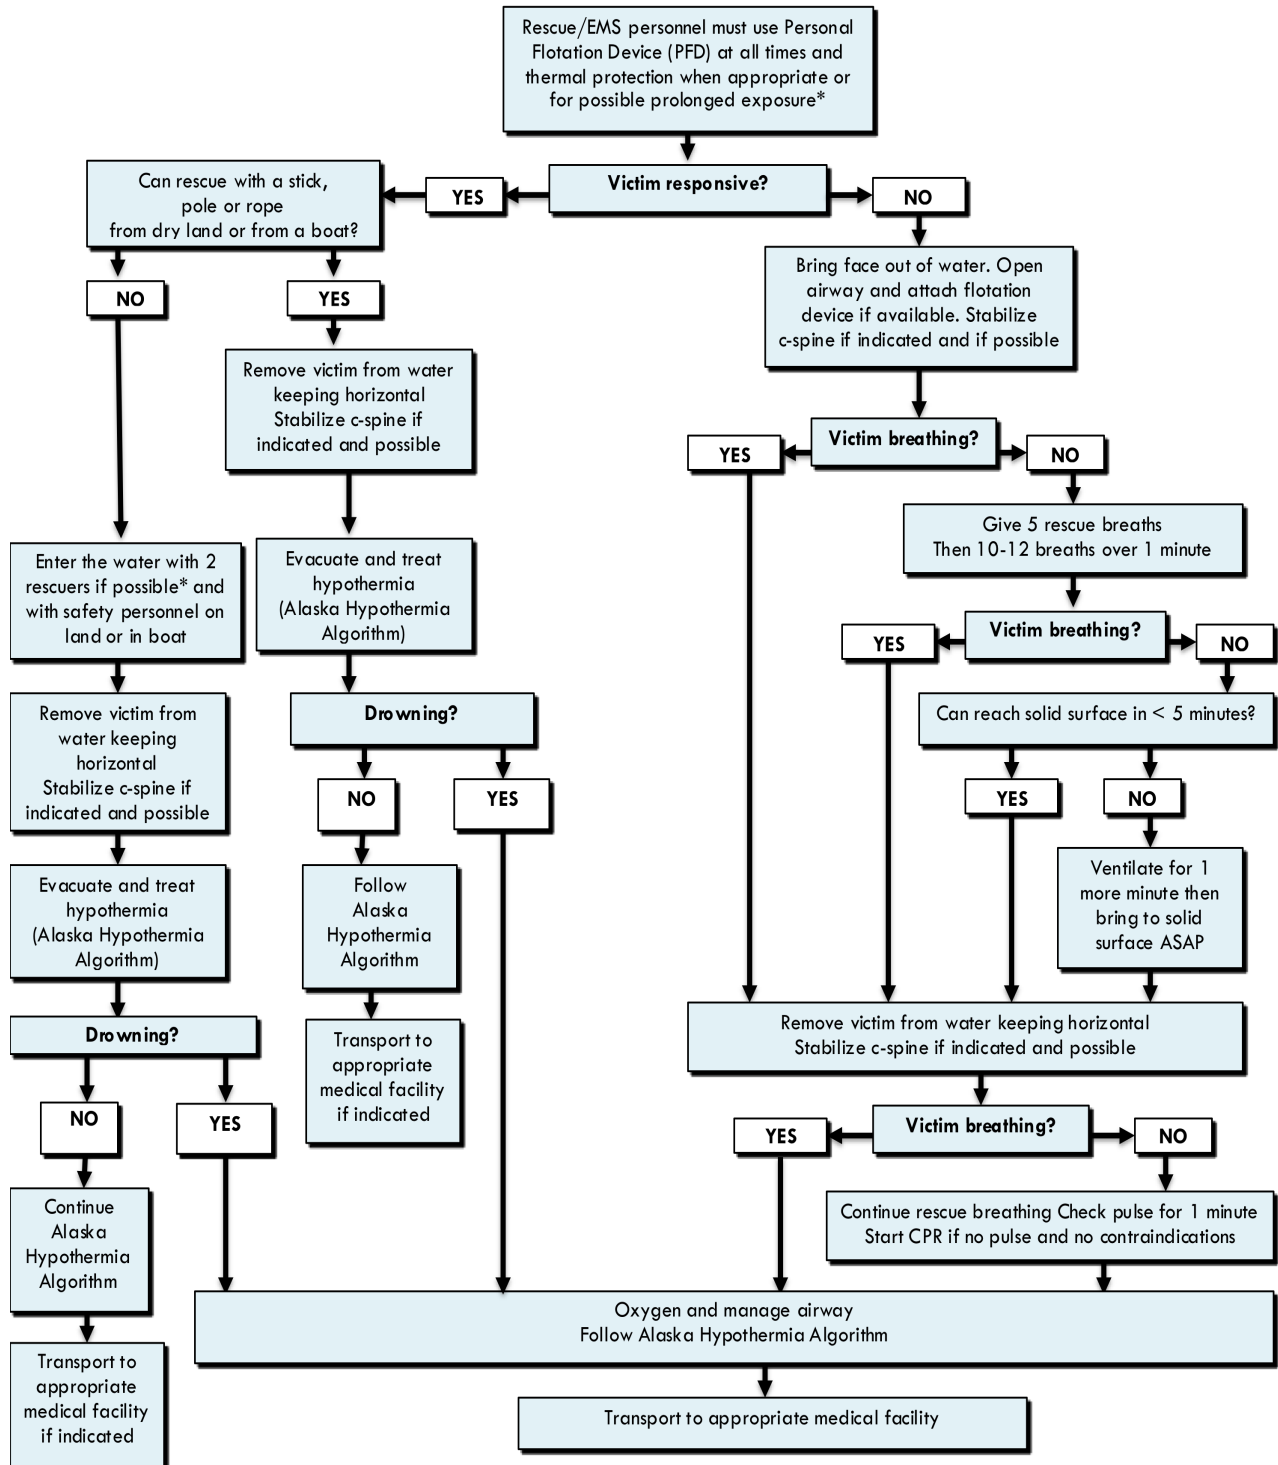 Rescue/EMS personnel must use Personal
Flotation Device (PFD) at all times and
thermal protection when appropriate or
for possible prolonged exposure*
Victim responsive?
YES
NO
Can rescue with a stick,
pole or rope
from dry land or from a boat?
NO
YES
Bring face out of water. Open
airway and attach flotation
device if available. Stabilize
c-spine if indicated and if possible
Remove victim from water
keeping horizontal
Stabilize c-spine if
indicated and possible
Victim breathing?
YES
NO
Give 5 rescue breaths
Then 10-12 breaths over 1 minute
Enter the water with 2
rescuers if possible* and
with safety personnel on
land or in boat
Evacuate and treat
hypothermia
(Alaska Hypothermia
Algorithm)
Victim breathing?
YES
NO
Remove victim from
water keeping
horizontal
Stabilize c-spine if
indicated and possible
Drowning?
NO
YES
Can reach solid surface in < 5 minutes?
YES
NO
Evacuate and treat
hypothermia
(Alaska Hypothermia
Algorithm)
Follow
Alaska
Hypothermia
Algorithm
Ventilate for 1
more minute then
bring to solid
surface ASAP
Drowning?
NO
YES
Transport to
appropriate
medical facility
if indicated
Remove victim from water keeping horizontal
Stabilize c-spine if indicated and possible
Victim breathing?
YES
NO
Continue
Alaska
Hypothermia
Algorithm
Continue rescue breathing Check pulse for 1 minute
Start CPR if no pulse and no contraindications
Oxygen and manage airway
Follow Alaska Hypothermia Algorithm
Transport to
appropriate
medical facility
if indicated
Transport to appropriate medical facility